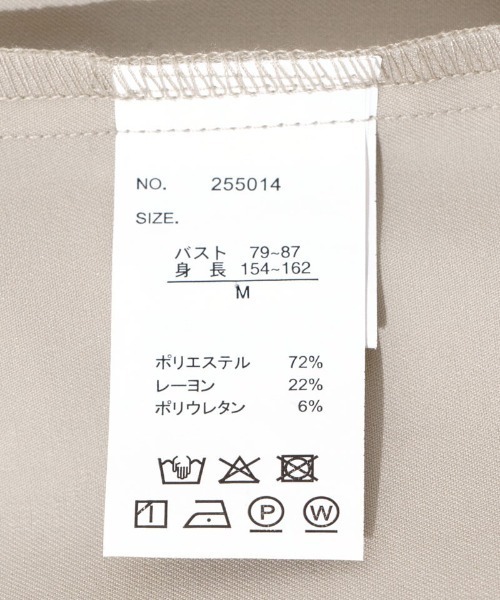 NO. 255014
SIZE.
バスト 79~87
身 長 154~162
M
ポリエステル 72%
レーヨン 22%
ポリウレタン 6%
P W